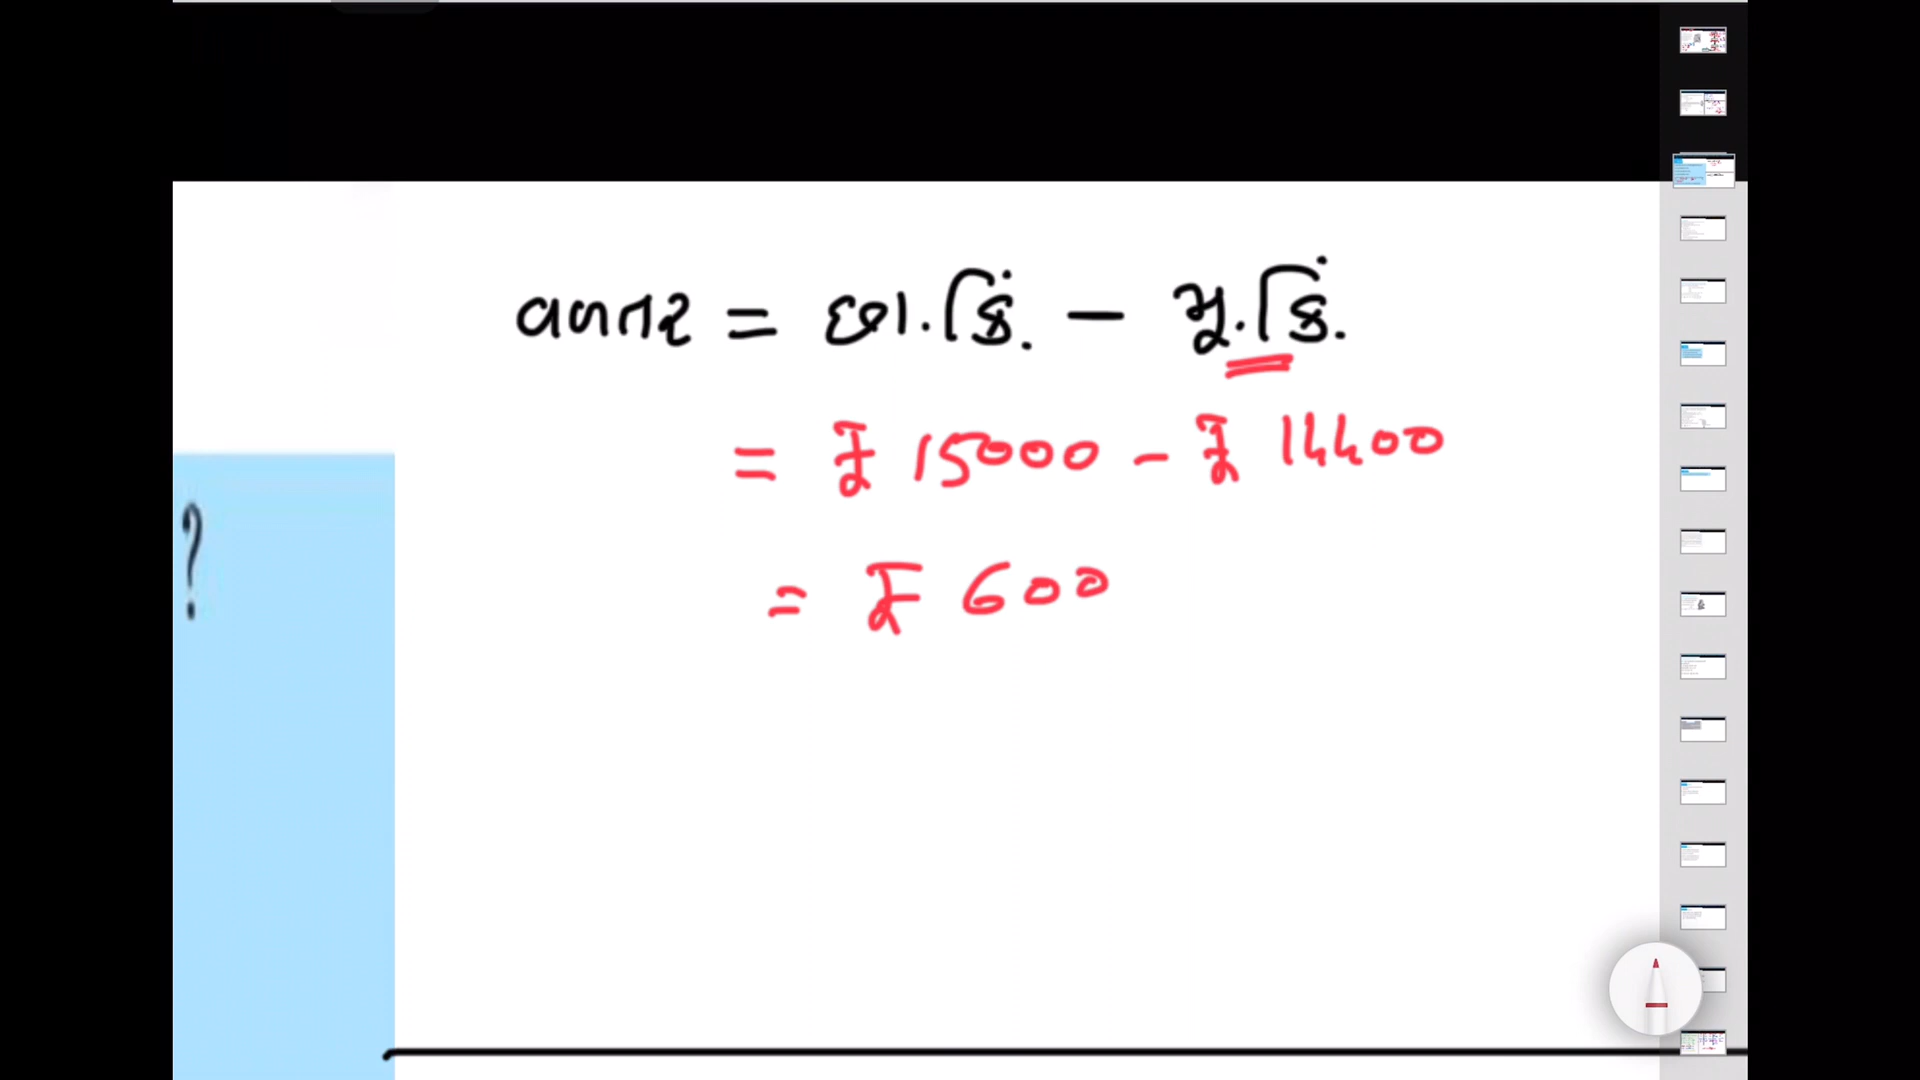 વળતર = છા.કિં. – મુ.કિં.
= ₹ 15000 – ₹ 14400
= ₹ 600
?